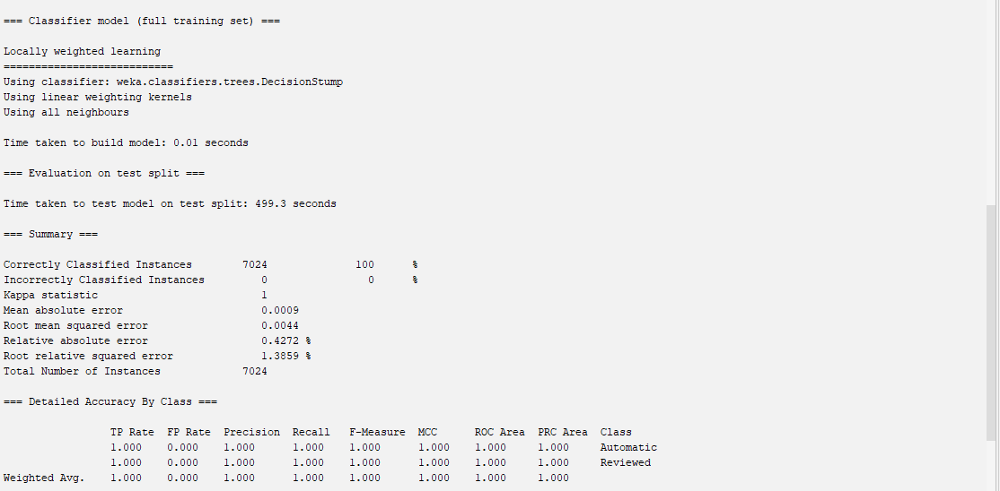 === Classifier model (full training set) ===
Locally weighted learning
===========================
Using classifier: weka.classifiers.trees.DecisionStump
Using linear weighting kernels
Using all neighbours
Time taken to build model: 0.01 seconds
=== Evaluation on test split ===
Time taken to test model on test split: 499.3 seconds
=== Summary ===
Correctly Classified Instances        7024              100      %
Incorrectly Classified Instances         0                0      %
Kappa statistic                          1
Mean absolute error                      0.0009
Root mean squared error                  0.0044
Relative absolute error                  0.4272 %
Root relative squared error              1.3859 %
Total Number of Instances             7024
=== Detailed Accuracy By Class ===
                 TP Rate  FP Rate  Precision  Recall   F-Measure  MCC      ROC Area  PRC Area  Class
                 1.000    0.000    1.000      1.000    1.000      1.000    1.000     1.000     Automatic
                 1.000    0.000    1.000      1.000    1.000      1.000    1.000     1.000     Reviewed
Weighted Avg.    1.000    0.000    1.000      1.000    1.000      1.000    1.000     1.000